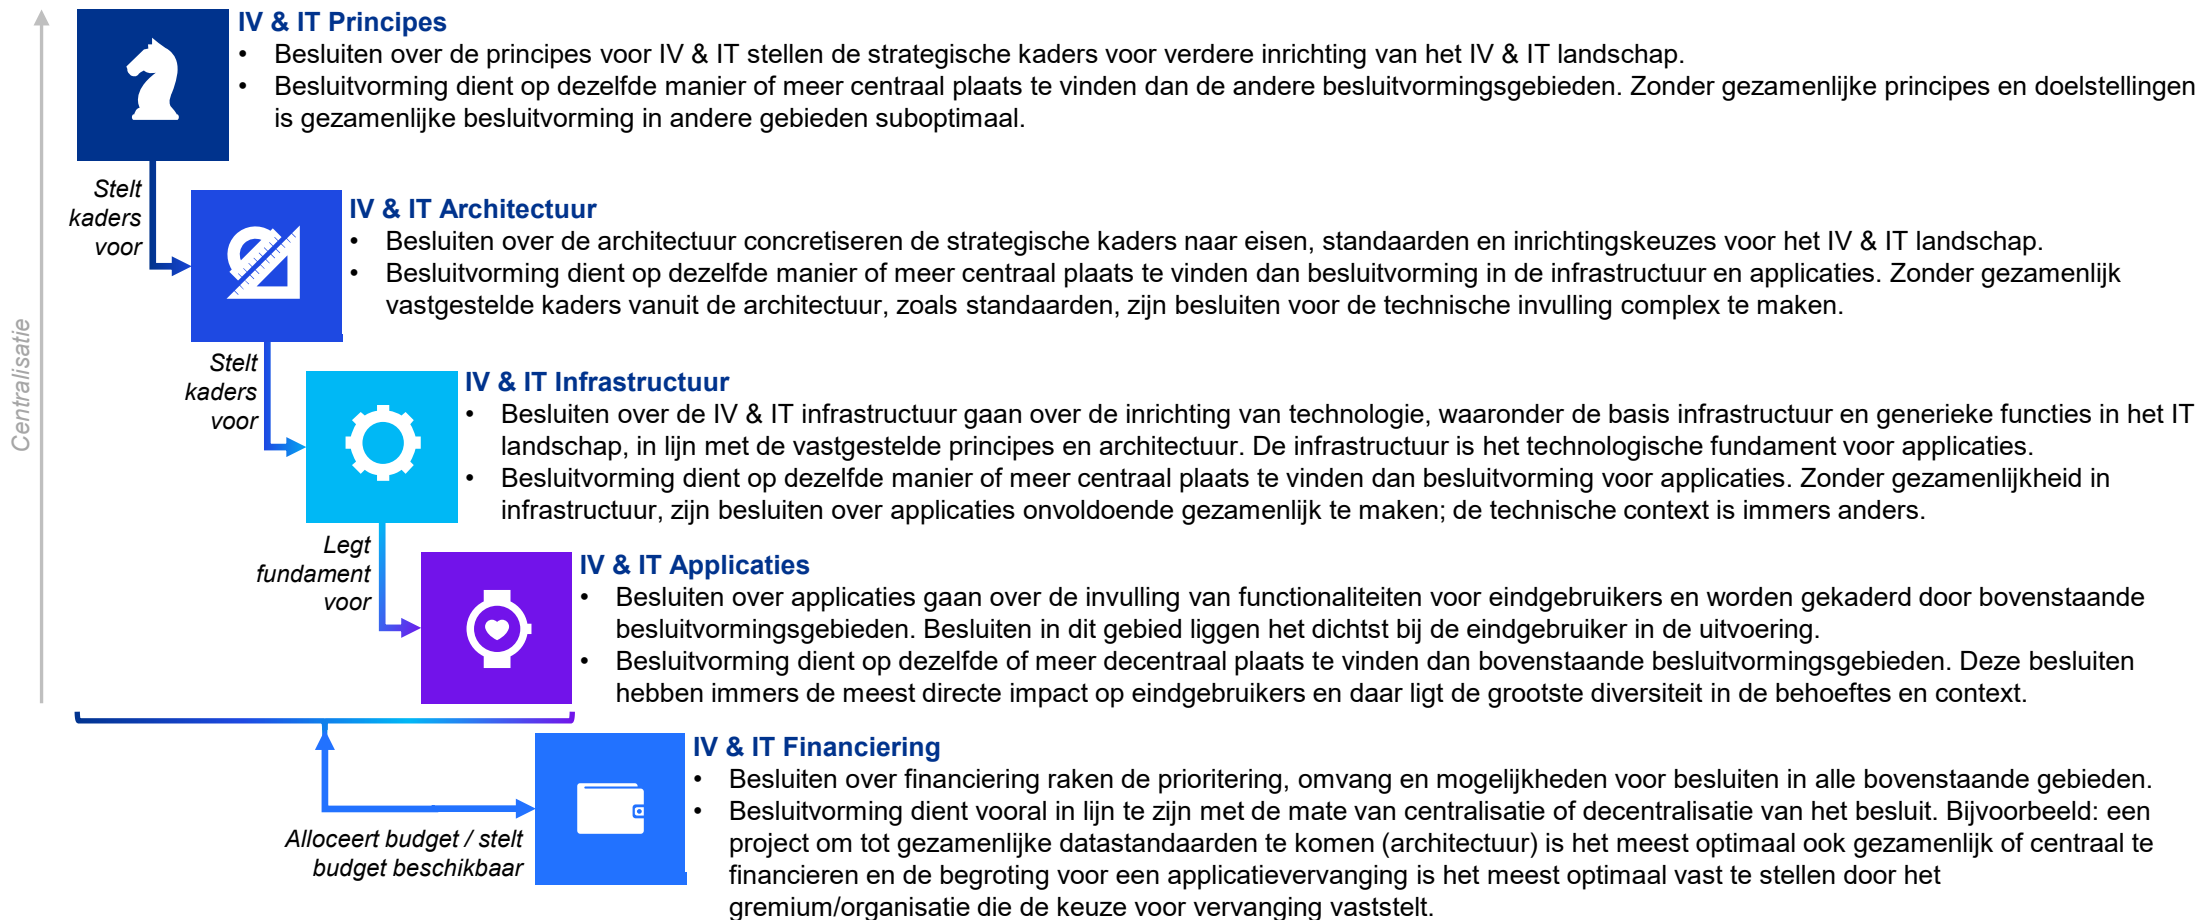 IV & IT Principes
• Besluiten over de principes voor IV & IT stellen de strategische kaders voor verdere inrichting van het IV & IT landschap.
• Besluitvorming dient op dezelfde manier of meer centraal plaats te vinden dan de andere besluitvormingsgebieden. Zonder gezamenlijke principes en doelstellingen
is gezamenlijke besluitvorming in andere gebieden suboptimaal.
Stelt
kaders
voor
IV & IT Architectuur
• Besluiten over de architectuur concretiseren de strategische kaders naar eisen, standaarden en inrichtingskeuzes voor het IV & IT landschap.
• Besluitvorming dient op dezelfde manier of meer centraal plaats te vinden dan besluitvorming in de infrastructuur en applicaties. Zonder gezamenlijk
vastgestelde kaders vanuit de architectuur, zoals standaarden, zijn besluiten voor de technische invulling complex te maken.
Centralisatie
Stelt
kaders
voor
IV & IT Infrastructuur
• Besluiten over de IV & IT infrastructuur gaan over de inrichting van technologie, waaronder de basis infrastructuur en generieke functies in het IT
landschap, in lijn met de vastgestelde principes en architectuur. De infrastructuur is het technologische fundament voor applicaties.
• Besluitvorming dient op dezelfde manier of meer centraal plaats te vinden dan besluitvorming voor applicaties. Zonder gezamenlijkheid in
infrastructuur, zijn besluiten over applicaties onvoldoende gezamenlijk te maken; de technische context is immers anders.
Legt
fundament
voor
IV & IT Applicaties
• Besluiten over applicaties gaan over de invulling van functionaliteiten voor eindgebruikers en worden gekaderd door bovenstaande
besluitvormingsgebieden. Besluiten in dit gebied liggen het dichtst bij de eindgebruiker in de uitvoering.
• Besluitvorming dient op dezelfde of meer decentraal plaats te vinden dan bovenstaande besluitvormingsgebieden. Deze besluiten
hebben immers de meest directe impact op eindgebruikers en daar ligt de grootste diversiteit in de behoeftes en context.
IV & IT Financiering
• Besluiten over financiering raken de prioritering, omvang en mogelijkheden voor besluiten in alle bovenstaande gebieden.
• Besluitvorming dient vooral in lijn te zijn met de mate van centralisatie of decentralisatie van het besluit. Bijvoorbeeld: een
project om tot gezamenlijke datastandaarden te komen (architectuur) is het meest optimaal ook gezamenlijk of centraal te
financieren en de begroting voor een applicatievervanging is het meest optimaal vast te stellen door het
gremium/organisatie die de keuze voor vervanging vaststelt.
Alloceert budget / stelt
budget beschikbaar